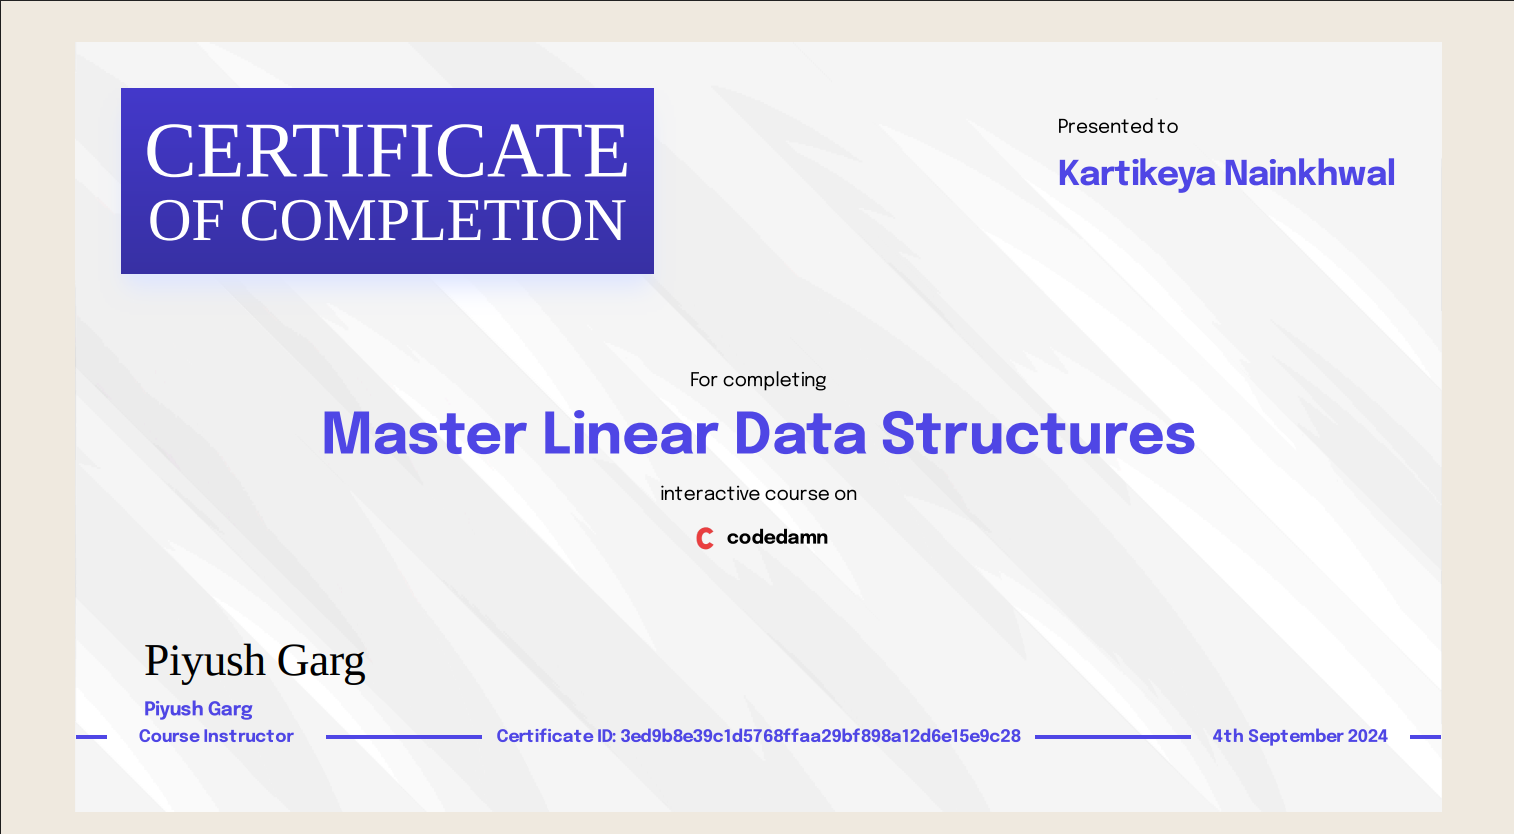 CERTIFICATE
OF COMPLETION
Presented to
Kartikeya Nainkhwal
For completing
Master Linear Data Structures
interactive course on
codedamn
Piyush Garg
Piyush Garg
Course Instructor
Certificate ID: 3ed9b8e39c1d5768ffaa29bf898a12d6e15e9c28
4th September 2024